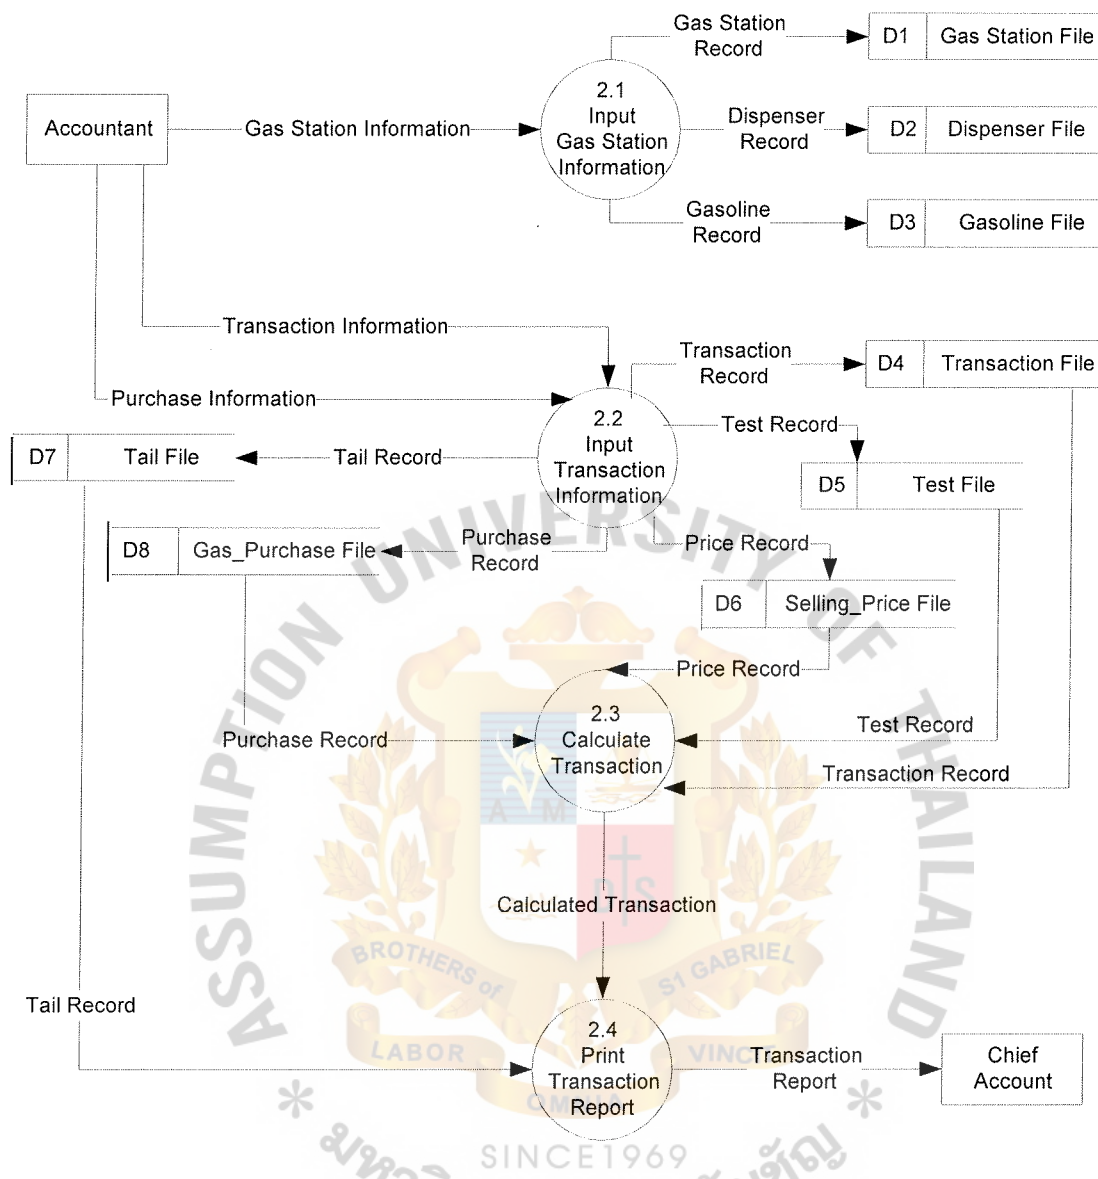 Gas Station
Record
D1
Gas Station File
2.1
Input
Gas Station
Information
Accountant
Gas Station Information
Dispenser
Record
D2
Dispenser File
Gasoline
Record
D3
Gasoline File
Transaction Information
Transaction
Record
D4
Transaction File
Purchase Information
2.2
Input
Transaction
Information
Test Record
D7
Tail File
Tail Record
D5
Test File
D8
Gas_Purchase File
Purchase
Record
Price Record
D6
Selling_Price File
Price Record
2.3
Calculate
Transaction
Purchase Record
Test Record
Transaction Record
Calculated Transaction
Tail Record
2.4
Print
Transaction
Report
Transaction
Report
Chief
Account
ASSUMPTION UNIVERSITY OF THAILAND
A M
D S
BROTHERS of
S1 GABRIEL
LABOR
VINCIT
OMNIA
SINCE1969